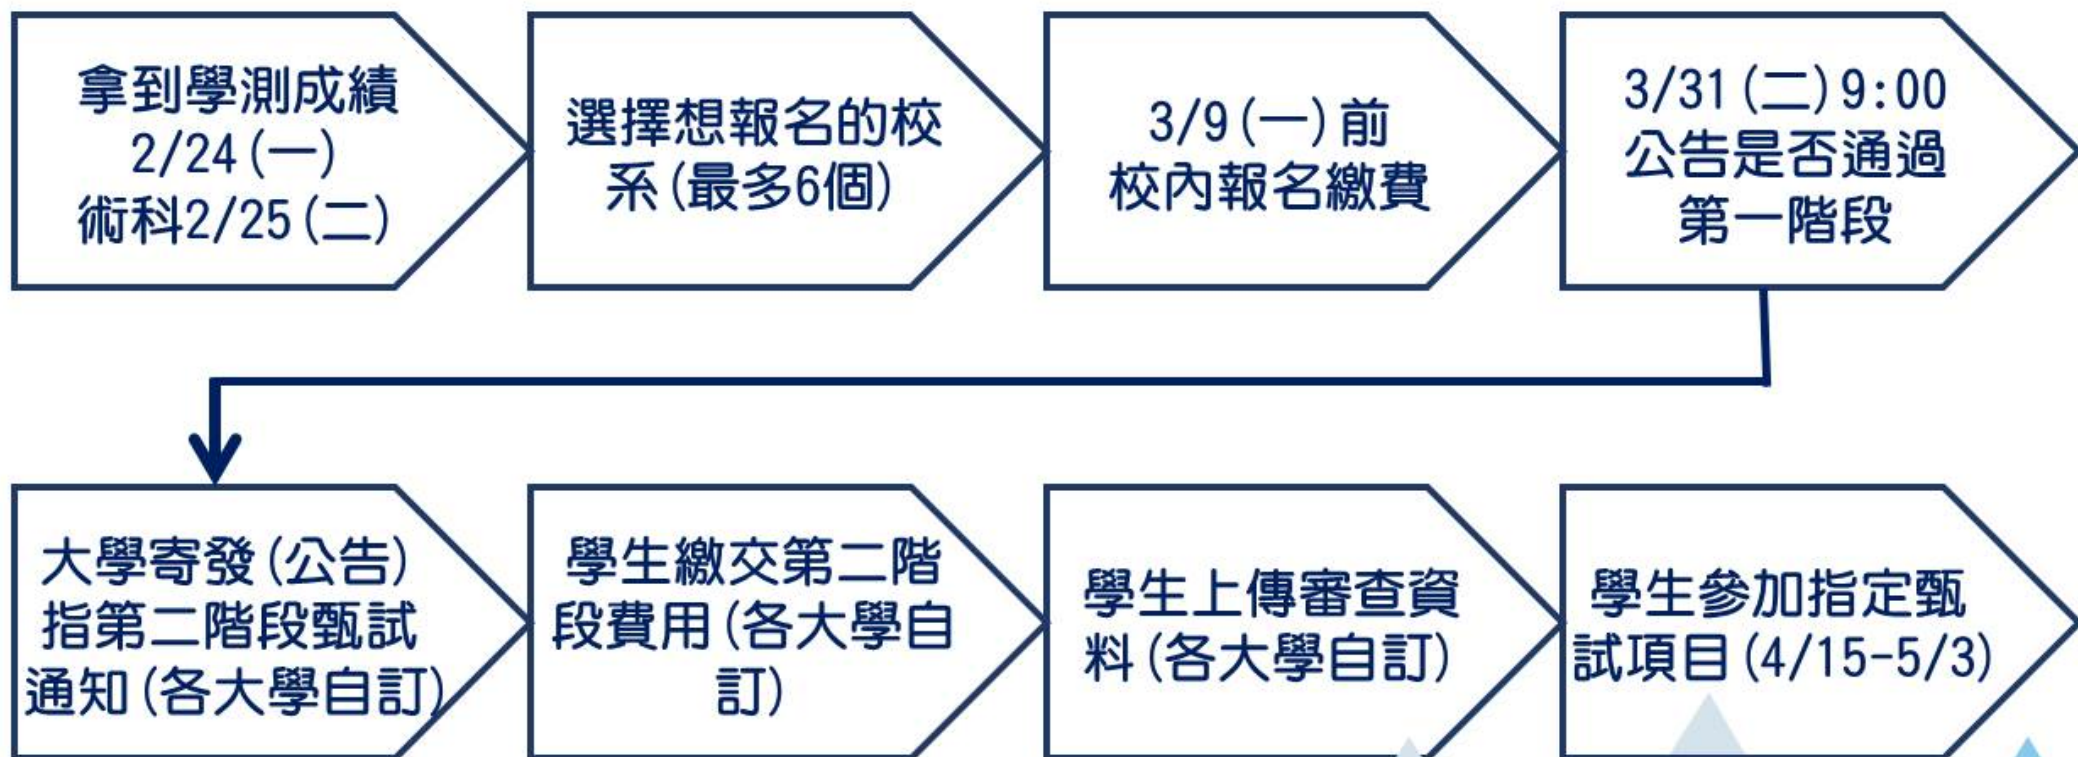 拿到學測成績
2/24(一)
術科2/25(二)
選擇想報名的校
系(最多6個)
3/9(一)前
校內報名繳費
3/31(二)9:00
公告是否通過
第一階段
大學寄發(公告)
指第二階段甄試
通知(各大學自訂)
學生繳交第二階
段費用(各大學自
訂)
學生上傳審查資
料(各大學自訂)
學生參加指定甄
試項目(4/15-5/3)